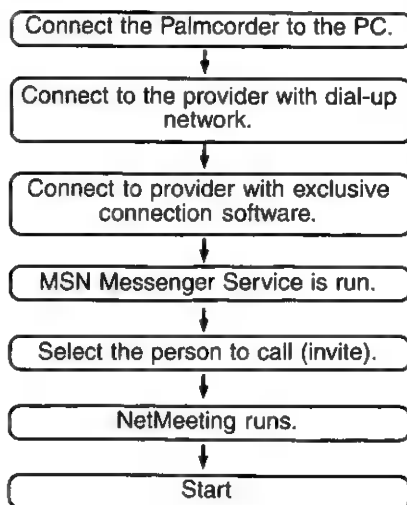 Connect the Palmcorder to the PC.
Connect to the provider with dial-up
network.
Connect to provider with exclusive
connection software.
MSN Messenger Service is run.
Select the person to call (invite).
NetMeeting runs.
Start